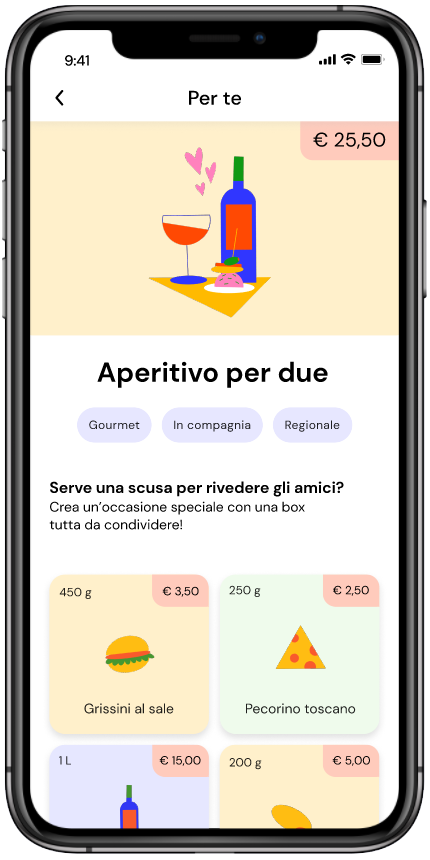 9:41
Per te
€ 25,50
Aperitivo per due
Gourmet
In compagnia
Regionale
Serve una scusa per rivedere gli amici?
Crea un’occasione speciale con una box
tutta da condividere!
450 g
€ 3,50
Grissini al sale
250 g
€ 2,50
Pecorino toscano
1 L
€ 15,00
200 g
€ 5,00